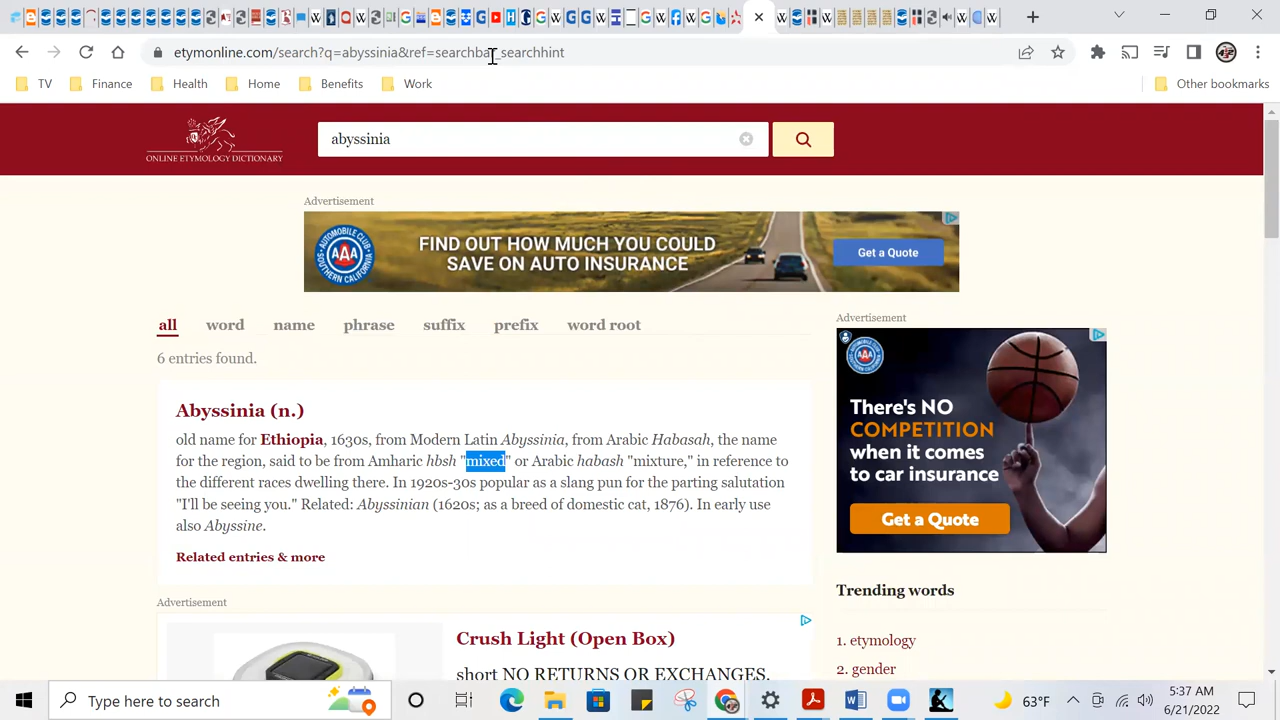 etymonline.com/search?q=abyssinia&ref=searchbar_searchhint
TV
Finance
Health
Home
Benefits
Work
Other bookmarks
ONLINE ETYMOLOGY DICTIONARY
abyssinia
Advertisement
AUTOMOBILE CLUB
AAA
SOUTHERN CALIFORNIA
FIND OUT HOW MUCH YOU COULD
SAVE ON AUTO INSURANCE
Get a Quote
all word name phrase suffix prefix word root
6 entries found.
Abyssinia (n.)
old name for Ethiopia, 1630s, from Modern Latin Abyssinia, from Arabic Habasah, the name
for the region, said to be from Amharic hbsh "mixed" or Arabic habash "mixture," in reference to
the different races dwelling there. In 1920s-30s popular as a slang pun for the parting salutation
"I'll be seeing you." Related: Abyssinian (1620s; as a breed of domestic cat, 1876). In early use
also Abyssine.
Related entries & more
Advertisement
Crush Light (Open Box)
short NO RETURNS OR EXCHANGES.
Advertisement
AAA
There's NO
COMPETITION
when it comes
to car insurance
Get a Quote
Trending words
1. etymology
2. gender
Type here to search
63°F
5:37 AM
6/21/2022